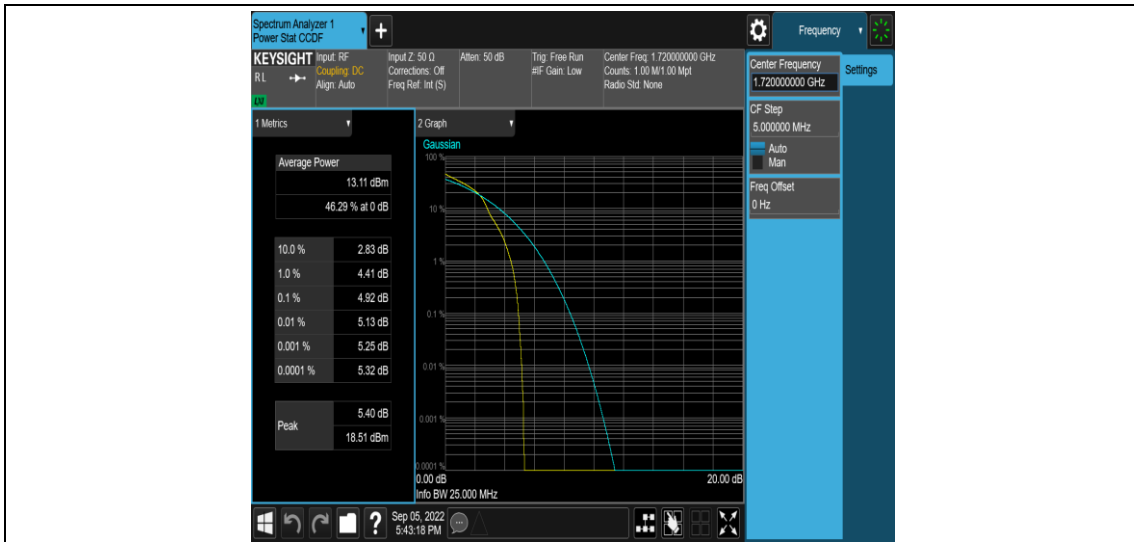 Spectrum Analyzer 1
Power Stat CCDF
Frequency
KEYSIGHT
RL
LXI
Input: RF
Coupling: DC
Align: Auto
Input Z: 50 Ω
Corrections: Off
Freq Ref: Int (S)
Atten: 50 dB
Trig: Free Run
#IF Gain: Low
Center Freq: 1.720000000 GHz
Counts: 1.00 M/1.00 Mpt
Radio Std: None
Center Frequency
1.720000000 GHz
Settings
CF Step
5.000000 MHz
Auto
Man
Freq Offset
0 Hz
1 Metrics
Average Power
13.11 dBm
46.29 % at 0 dB
10.0 % 2.83 dB
1.0 % 4.41 dB
0.1 % 4.92 dB
0.01 % 5.13 dB
0.001 % 5.25 dB
0.0001 % 5.32 dB
Peak
5.40 dB
18.51 dBm
2 Graph
Gaussian
100 %
10 %
1 %
0.1 %
0.01 %
0.001 %
0.0001 %
0.00 dB 20.00 dB
Info BW 25.000 MHz
?
Sep 05, 2022
5:43:18 PM